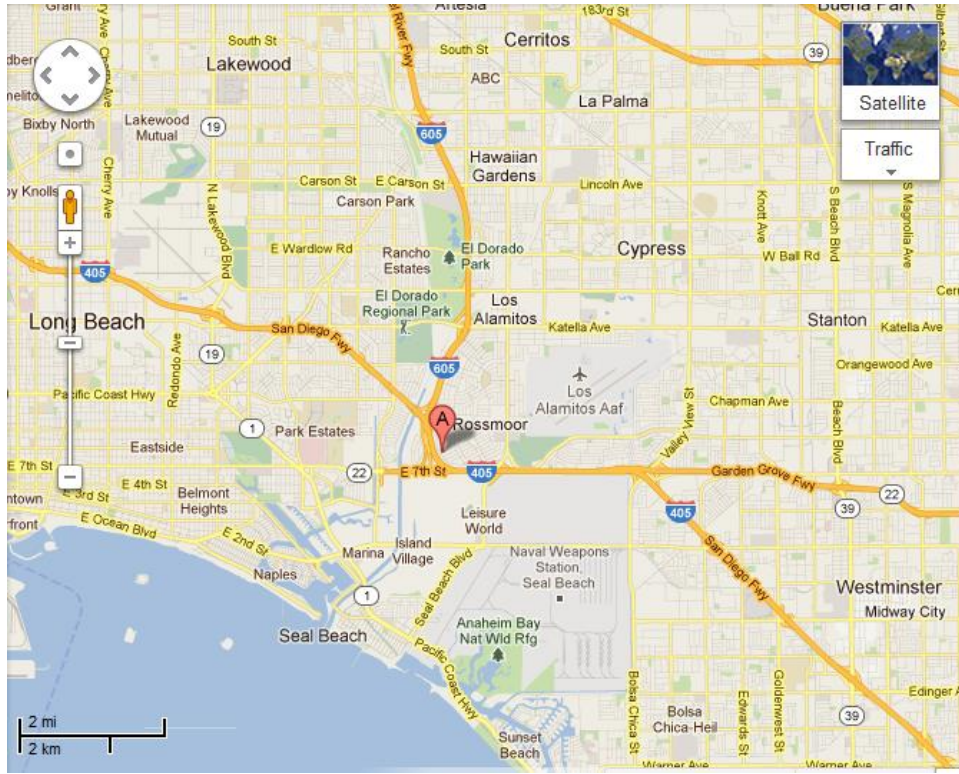 Grant
Artesia
183rd St
Buena Park
South St
South St
Cerritos
39
Lakewood
ABC
Satellite
La Palma
Bixby North
Lakewood
Mutual
19
605
Traffic
Cherry Ave
Hawaiian
Gardens
Carson St
E Carson St
Lincoln Ave
Carson Park
N Lakewood Blvd
Knott Ave
S Beach Blvd
S Magnolia Ave
E Wardlow Rd
Rancho
Estates
El Dorado
Park
Cypress
W Ball Rd
405
El Dorado
Regional Park
Los
Alamitos
Long Beach
San Diego Fwy
Katella Ave
Stanton
Katella Ave
19
Redondo Ave
605
Orangewood Ave
Los
Alamitos Aaf
Pacific Coast Hwy
Chapman Ave
View St
Valley
Beach Blvd
A
Rossmoor
1
Park Estates
Eastside
E 7th St
22
E 7th St
405
Garden Grove Fwy
22
E 3rd St
E 4th St
Belmont
Heights
39
405
E Ocean Blvd
E 2nd St
Leisure
World
Marina
Island
Village
Naval Weapons
Station,
Seal Beach
San Diego Fwy
Naples
Seal Beach Blvd
1
Westminster
Midway City
Seal Beach
Anaheim Bay
Nat Wld Rfg
Pacific Coast Hwy
Bolsa Chica St
Edwards St
Goldenwest St
Edinger A
Bolsa
Chica-Heil
39
2 mi
2 km
Sunset
Beach
Warner Ave
Warner Ave